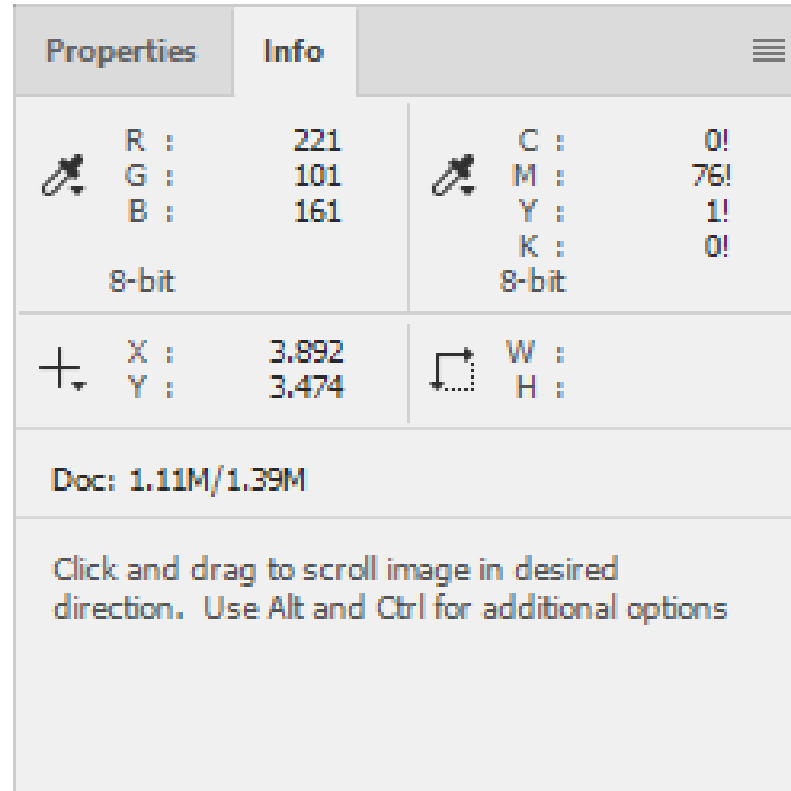 Properties Info
R : 221
G : 101
B : 161
8-bit
C : 0!
M : 76!
Y : 1!
K : 0!
8-bit
X : 3.892
Y : 3.474
W :
H :
Doc: 1.11M/1.39M
Click and drag to scroll image in desired
direction.  Use Alt and Ctrl for additional options